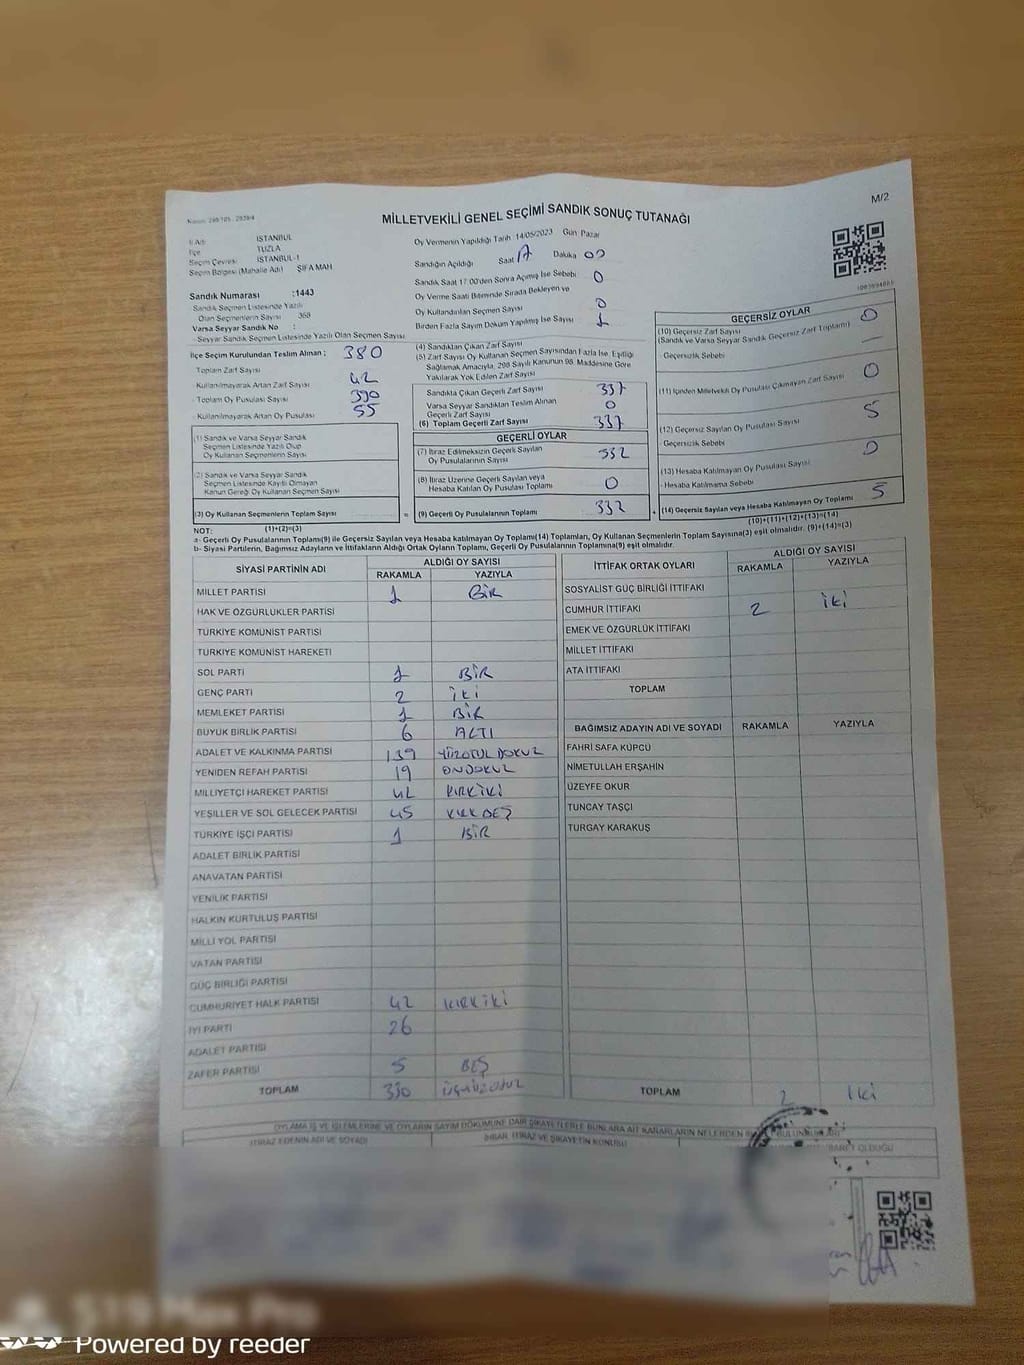 M/2
MİLLETVEKİLİ GENEL SEÇİMİ SANDIK SONUÇ TUTANAĞI
İl Adı İSTANBUL
İlçe TUZLA
Seçim Çevresi İSTANBUL-1
Seçim Bölgesi (Mahalle Adı) ŞİFA MAH
Sandık Numarası :1443
Sandık Seçmen Listesinde Yazılı
Olan Seçmenlerin Sayısı 368
Varsa Seyyar Sandık No :
- Seyyar Sandık Seçmen Listesinde Yazılı Olan Seçmen Sayısı
Oy Vermenin Yapıldığı Tarih 14/05/2023 Gün Pazar
Sandığın Açıldığı Saat 17 Dakika 00
Sandık Saat 17:00'den Sonra Açılmış İse Sebebi 0
Oy Verme Saati Bitiminde Sırada Bekleyen ve
Oy Kullandırılan Seçmen Sayısı 0
Birden Fazla Sayım Döküm Yapılmış İse Sayısı 1
İlçe Seçim Kurulundan Teslim Alınan ; 380
Toplam Zarf Sayısı
- Kullanılmayarak Artan Zarf Sayısı 42
- Toplam Oy Pusulası Sayısı 390
- Kullanılmayarak Artan Oy Pusulası 55
(4) Sandıktan Çıkan Zarf Sayısı
(5) Zarf Sayısı Oy Kullanan Seçmen Sayısından Fazla İse, Eşitliği
Sağlamak Amacıyla, 298 Sayılı Kanunun 98. Maddesine Göre
Yakılarak Yok Edilen Zarf Sayısı
Sandıkta Çıkan Geçerli Zarf Sayısı 337
Varsa Seyyar Sandıktan Teslim Alınan
Geçerli Zarf Sayısı 0
(6) Toplam Geçerli Zarf Sayısı 337
GEÇERLİ OYLAR
(7) İtiraz Edilmeksizin Geçerli Sayılan
Oy Pusulalarının Sayısı 332
(8) İtiraz Üzerine Geçerli Sayılan veya
Hesaba Katılan Oy Pusulası Toplamı 0
(9) Geçerli Oy Pusulalarının Toplamı 332
GEÇERSİZ OYLAR
(10) Geçersiz Zarf Sayısı 0
(Sandık ve Varsa Seyyar Sandık Geçersiz Zarf Toplamı)
- Geçersizlik Sebebi —
(11) İçinden Milletvekili Oy Pusulası Çıkmayan Zarf Sayısı 0
(12) Geçersiz Sayılan Oy Pusulası Sayısı 5
- Geçersizlik Sebebi
(13) Hesaba Katılmayan Oy Pusulası Sayısı 0
- Hesaba Katılmama Sebebi
(14) Geçersiz Sayılan veya Hesaba Katılmayan Oy Toplamı 5
(1) Sandık ve Varsa Seyyar Sandık
Seçmen Listesinde Yazılı Olup
Oy Kullanan Seçmenlerin Sayısı
(2) Sandık ve Varsa Seyyar Sandık
Seçmen Listesinde Kayıtlı Olmayan
Kanun Gereği Oy Kullanan Seçmen Sayısı
(3) Oy Kullanan Seçmenlerin Toplam Sayısı
=
+
(1)+(2)=(3)
(10)+(11)+(12)+(13)=(14)
NOT:
a- Geçerli Oy Pusulalarının Toplamı(9) ile Geçersiz Sayılan veya Hesaba katılmayan Oy Toplamı(14) Toplamları, Oy Kullanan Seçmenlerin Toplam Sayısına(3) eşit olmalıdır. (9)+(14)=(3)
b- Siyasi Partilerin, Bağımsız Adayların ve İttifakların Aldığı Ortak Oyların Toplamı, Geçerli Oy Pusulalarının Toplamına(9) eşit olmalıdır.
SİYASİ PARTİNİN ADI ALDIĞI OY SAYISI
RAKAMLA YAZIYLA
MİLLET PARTİSİ 1 BİR
HAK VE ÖZGÜRLÜKLER PARTİSİ
TÜRKİYE KOMÜNİST PARTİSİ
TÜRKİYE KOMÜNİST HAREKETİ
SOL PARTİ 1 BİR
GENÇ PARTİ 2 İKİ
MEMLEKET PARTİSİ 1 BİR
BÜYÜK BİRLİK PARTİSİ 6 ALTI
ADALET VE KALKINMA PARTİSİ 139 YÜZOTUZDOKUZ
YENİDEN REFAH PARTİSİ 19 ONDOKUZ
MİLLİYETÇİ HAREKET PARTİSİ 42 KIRKİKİ
YEŞİLLER VE SOL GELECEK PARTİSİ 45 KIRKBEŞ
TÜRKİYE İŞÇİ PARTİSİ 1 BİR
ADALET BİRLİK PARTİSİ
ANAVATAN PARTİSİ
YENİLİK PARTİSİ
HALKIN KURTULUŞ PARTİSİ
MİLLİ YOL PARTİSİ
VATAN PARTİSİ
GÜÇ BİRLİĞİ PARTİSİ
CUMHURİYET HALK PARTİSİ 42 KIRKİKİ
İYİ PARTİ 26
ADALET PARTİSİ
ZAFER PARTİSİ 5 BEŞ
TOPLAM 330 ÜÇYÜZOTUZ
İTTİFAK ORTAK OYLARI ALDIĞI OY SAYISI
RAKAMLA YAZIYLA
SOSYALİST GÜÇ BİRLİĞİ İTTİFAKI
CUMHUR İTTİFAKI 2 İKİ
EMEK VE ÖZGÜRLÜK İTTİFAKI
MİLLET İTTİFAKI
ATA İTTİFAKI
TOPLAM
BAĞIMSIZ ADAYIN ADI VE SOYADI RAKAMLA YAZIYLA
FAHRİ SAFA KÜPCÜ
NİMETULLAH ERŞAHİN
ÜZEYFE OKUR
TUNCAY TAŞÇI
TURGAY KARAKUŞ
TOPLAM 2 İki
OYLAMA İŞ VE İŞLEMLERİNE VE OYLARIN SAYIM DÖKÜMÜNE DAİR ŞİKAYETLERLE BUNLARA AİT KARARLARIN NELERDEN
İTİRAZ EDENİN ADI VE SOYADI İHBAR, İTİRAZ VE ŞİKAYETİN KONUSU
S19 Max Pro
Powered by reeder